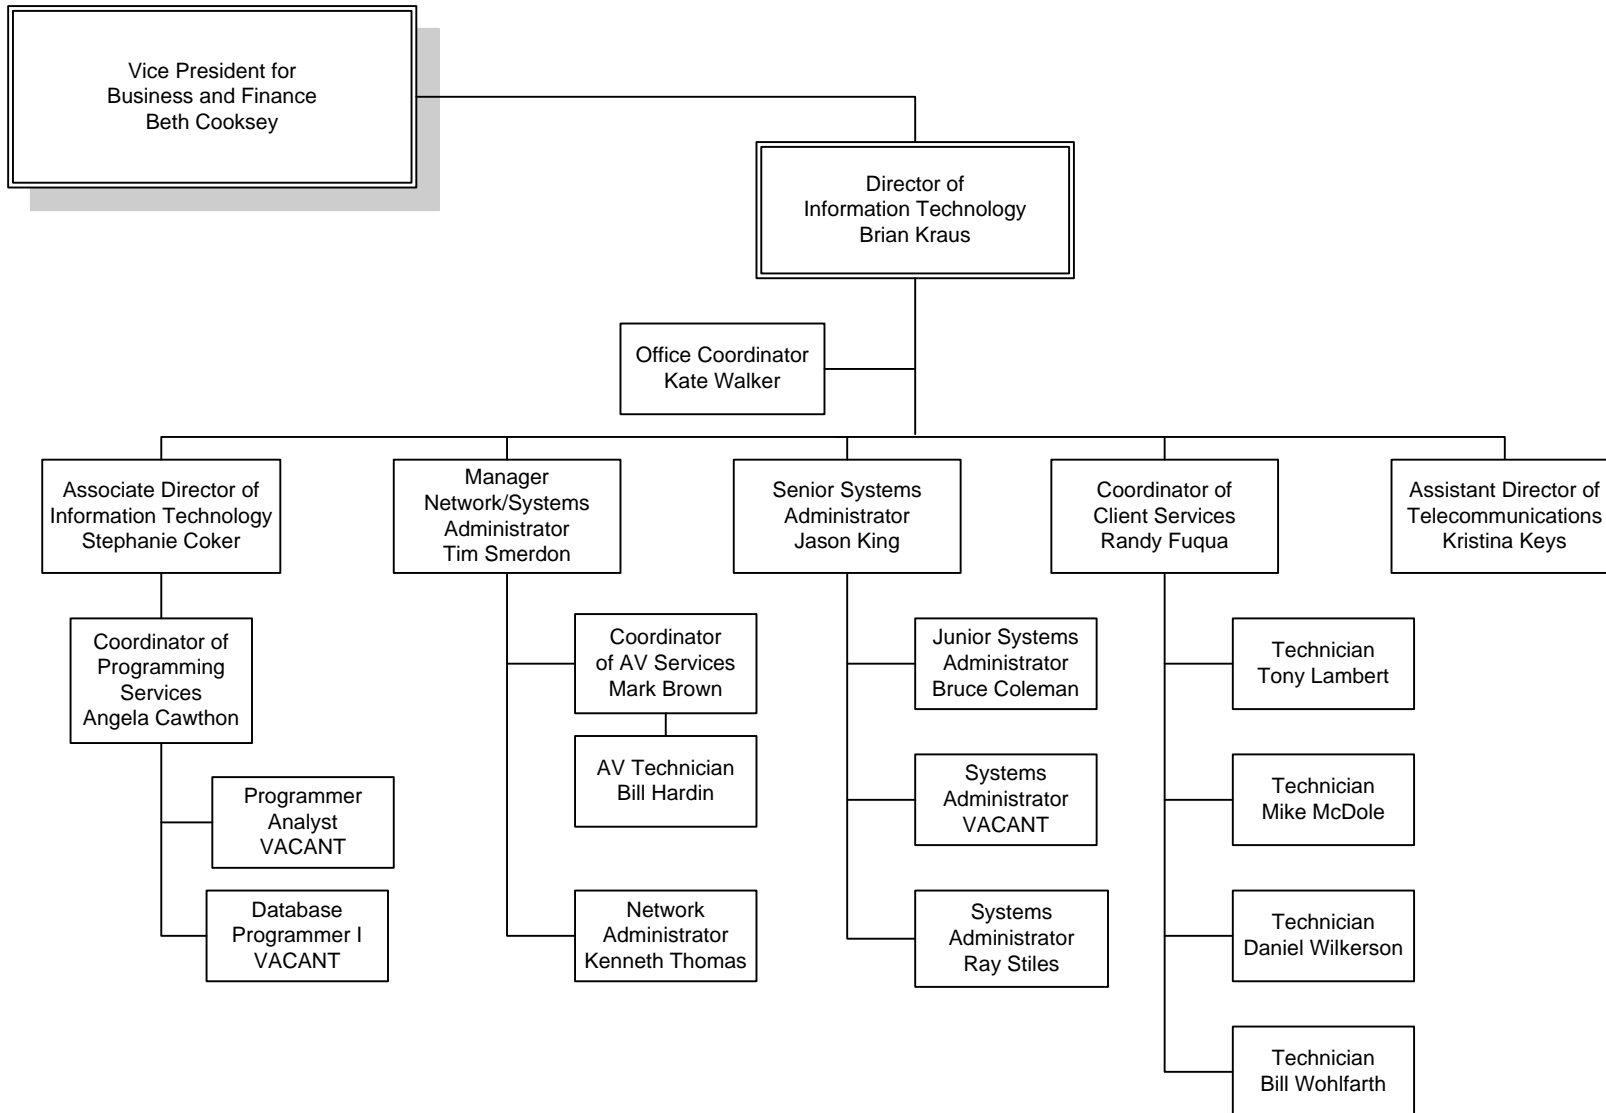 Vice President for
Business and Finance
Beth Cooksey
Director of
Information Technology
Brian Kraus
Office Coordinator
Kate Walker
Associate Director of
Information Technology
Stephanie Coker
Manager
Network/Systems
Administrator
Tim Smerdon
Senior Systems
Administrator
Jason King
Coordinator of
Client Services
Randy Fuqua
Assistant Director of
Telecommunications
Kristina Keys
Coordinator of
Programming
Services
Angela Cawthon
Programmer
Analyst
VACANT
Database
Programmer I
VACANT
Coordinator
of AV Services
Mark Brown
AV Technician
Bill Hardin
Network
Administrator
Kenneth Thomas
Junior Systems
Administrator
Bruce Coleman
Systems
Administrator
VACANT
Systems
Administrator
Ray Stiles
Technician
Tony Lambert
Technician
Mike McDole
Technician
Daniel Wilkerson
Technician
Bill Wohlfarth